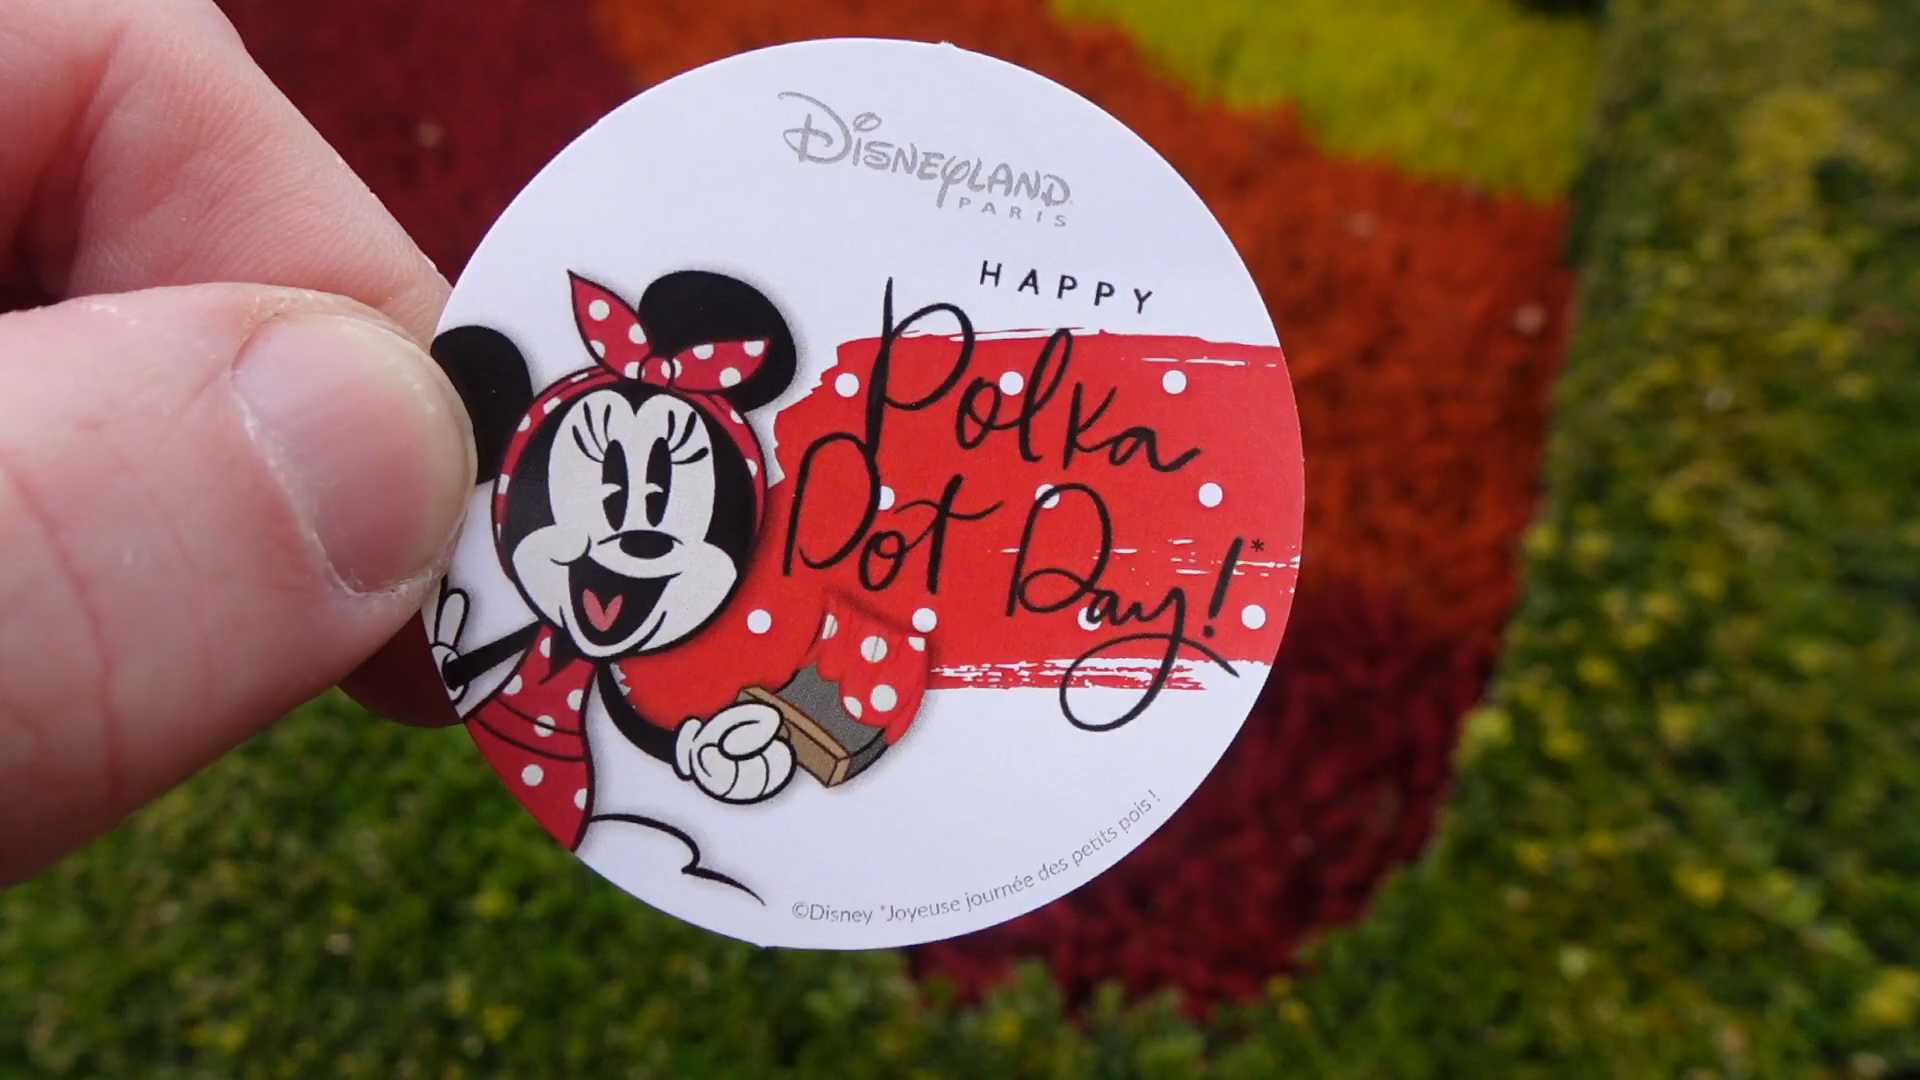 DISNEYLAND
PARIS
HAPPY
Polka
Dot Day!*
©Disney *Joyeuse journée des petits pois !